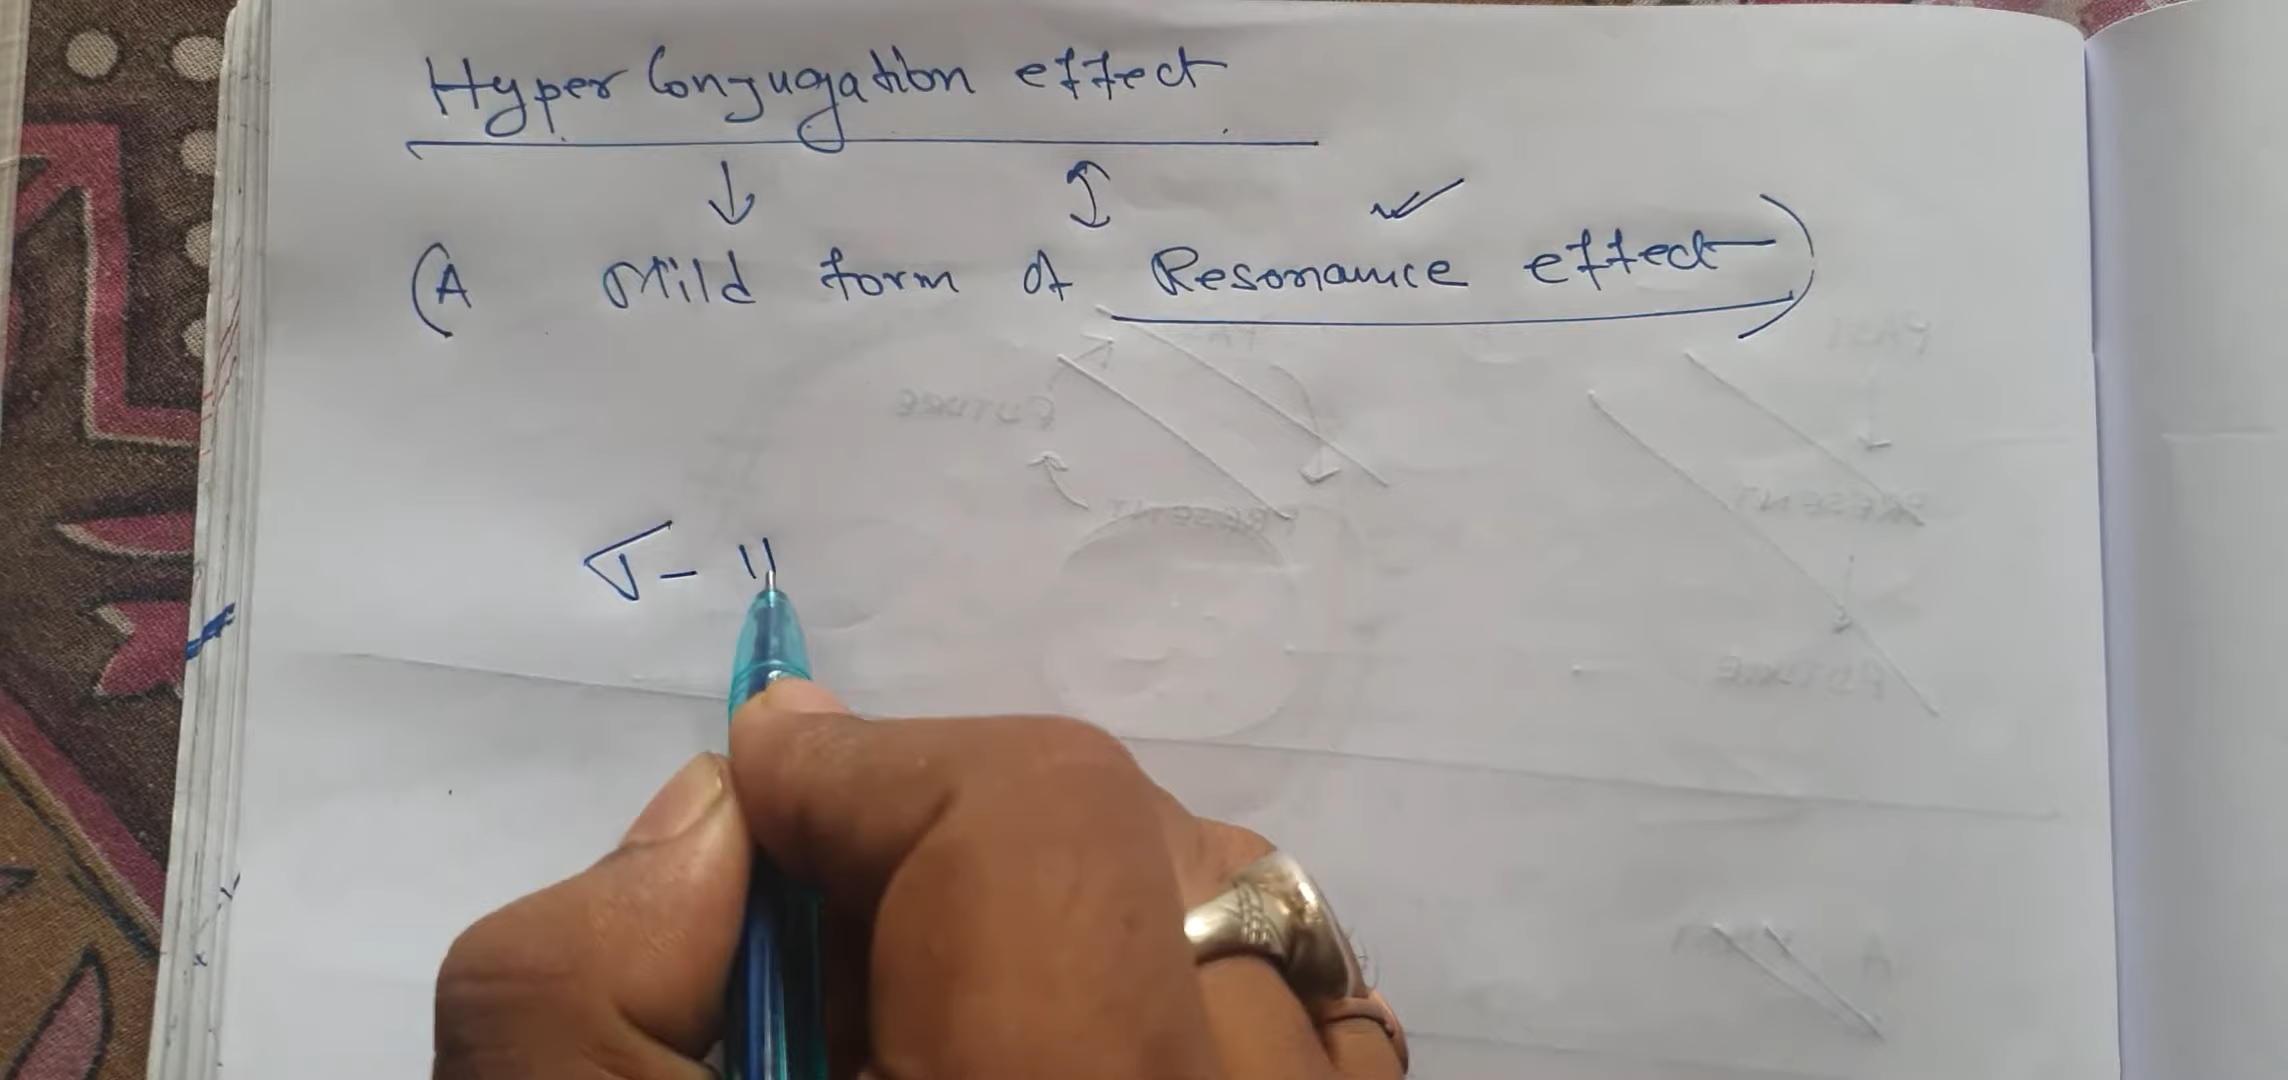 Hyper Conjugation effect
(A Mild form of Resonance effect)
σ -